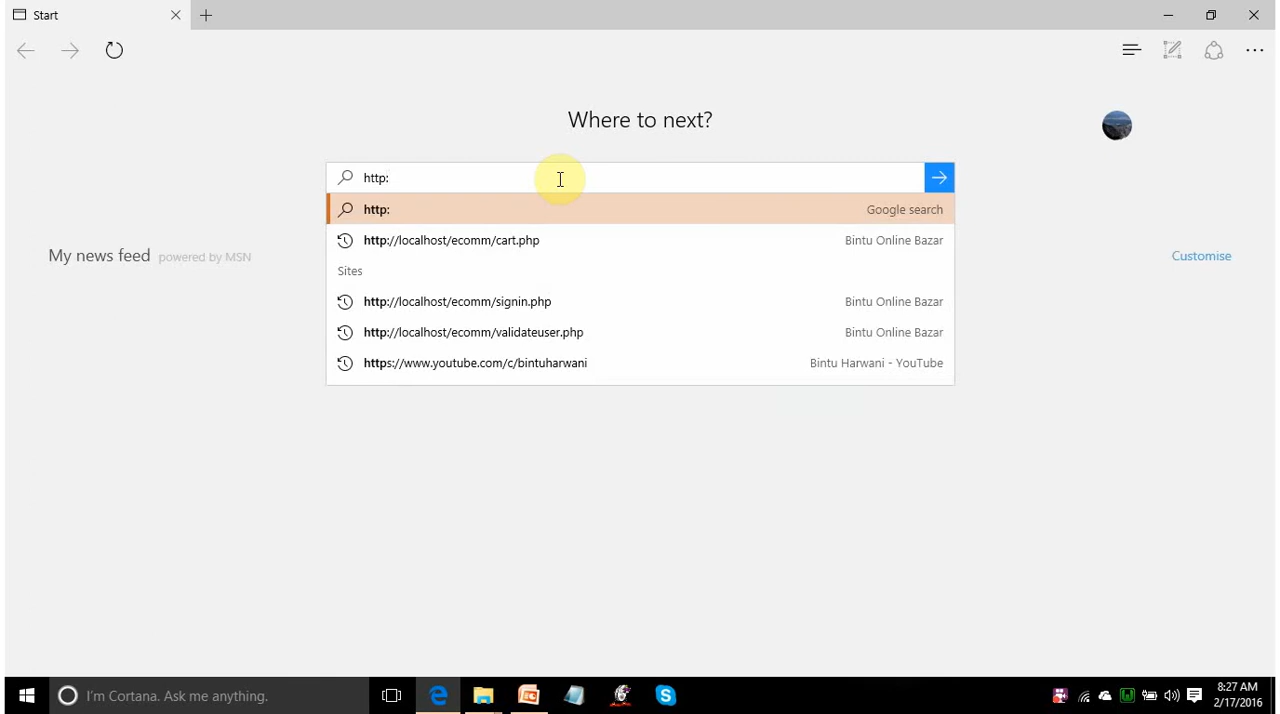 Start
Where to next?
http:
http: Google search
http://localhost/ecomm/cart.php Bintu Online Bazar
Sites
My news feed powered by MSN
Customise
http://localhost/ecomm/signin.php Bintu Online Bazar
http://localhost/ecomm/validateuser.php Bintu Online Bazar
https://www.youtube.com/c/bintuharwani Bintu Harwani - YouTube
I'm Cortana. Ask me anything.
8:27 AM
2/17/2016